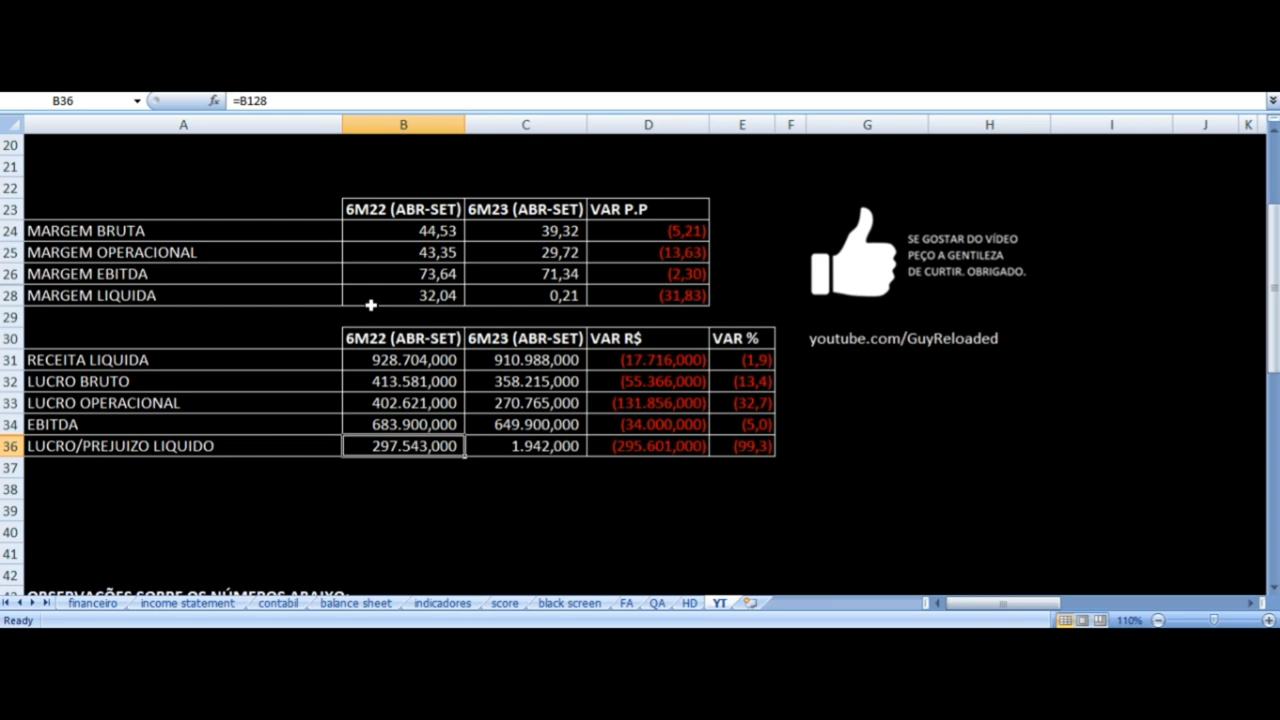 B36 fx =B128
A B C D E F G H I J K
20
21
22
23 6M22 (ABR-SET) 6M23 (ABR-SET) VAR P.P
24 MARGEM BRUTA 44,53 39,32 (5,21)
25 MARGEM OPERACIONAL 43,35 29,72 (13,63)
26 MARGEM EBITDA 73,64 71,34 (2,30)
28 MARGEM LIQUIDA 32,04 0,21 (31,83)
29
30 6M22 (ABR-SET) 6M23 (ABR-SET) VAR R$ VAR %
31 RECEITA LIQUIDA 928.704,000 910.988,000 (17.716,000) (1,9)
32 LUCRO BRUTO 413.581,000 358.215,000 (55.366,000) (13,4)
33 LUCRO OPERACIONAL 402.621,000 270.765,000 (131.856,000) (32,7)
34 EBITDA 683.900,000 649.900,000 (34.000,000) (5,0)
36 LUCRO/PREJUIZO LIQUIDO 297.543,000 1.942,000 (295.601,000) (99,3)
37
38
39
40
41
42
OBSERVAÇÕES SOBRE OS NÚMEROS ABAIXO:
SE GOSTAR DO VÍDEO
PEÇO A GENTILEZA
DE CURTIR. OBRIGADO.
youtube.com/GuyReloaded
financeiro income statement contabil balance sheet indicadores score black screen FA QA HD YT
Ready 110%